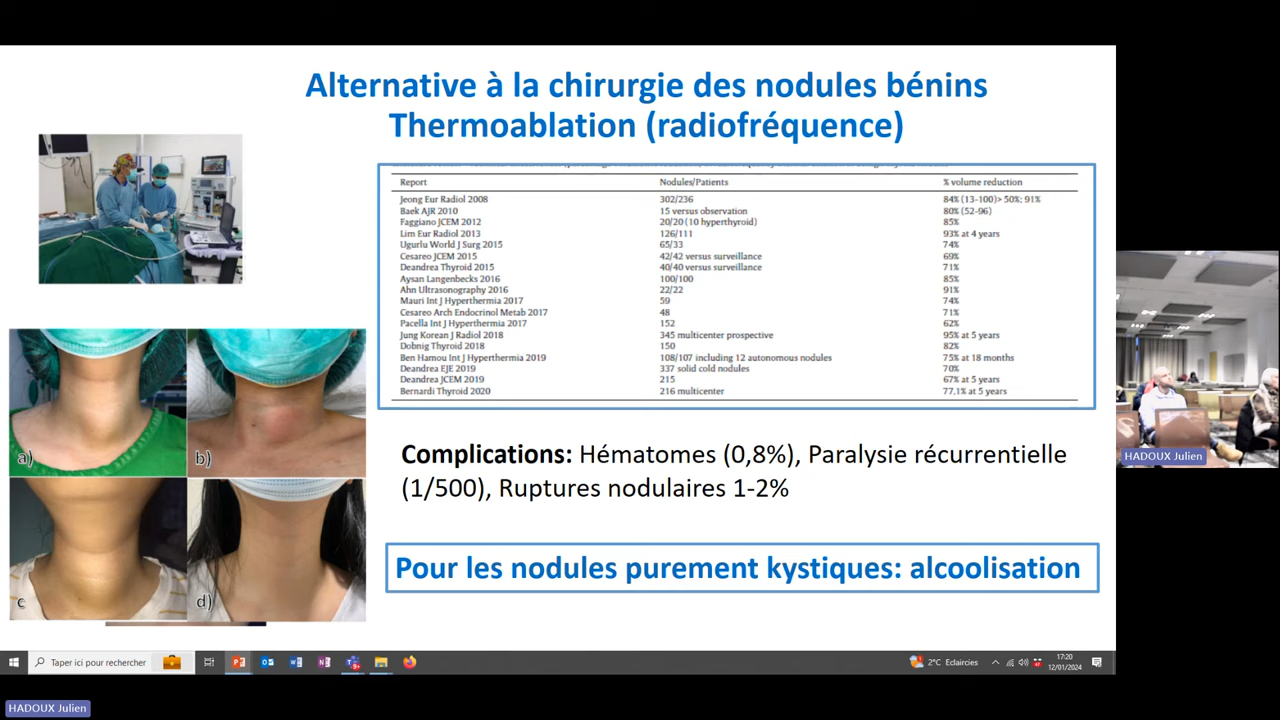 Alternative à la chirurgie des nodules bénins
Thermoablation (radiofréquence)
Report Nodules/Patients % volume reduction
Jeong Eur Radiol 2008 302/236 84% (13-100)> 50%; 91%
Baek AJR 2010 15 versus observation 80% (52-96)
Faggiano JCEM 2012 20/20 (10 hyperthyroid) 85%
Lim Eur Radiol 2013 126/111 93% at 4 years
Ugurlu World J Surg 2015 65/33 74%
Cesareo JCEM 2015 42/42 versus surveillance 69%
Deandrea Thyroid 2015 40/40 versus surveillance 71%
Aysan Langenbecks 2016 100/100 85%
Ahn Ultrasonography 2016 22/22 91%
Mauri Int J Hyperthermia 2017 59 74%
Cesareo Arch Endocrinol Metab 2017 48 71%
Pacella Int J Hyperthermia 2017 152 62%
Jung Korean J Radiol 2018 345 multicenter prospective 95% at 5 years
Dobnig Thyroid 2018 150 82%
Ben Hamou Int J Hyperthermia 2019 108/107 including 12 autonomous nodules 75% at 18 months
Deandrea EJE 2019 337 solid cold nodules 70%
Deandrea JCEM 2019 215 67% at 5 years
Bernardi Thyroid 2020 216 multicenter 77,1% at 5 years
a) b)
c d)
Complications: Hématomes (0,8%), Paralysie récurrentielle
(1/500), Ruptures nodulaires 1-2%
Pour les nodules purement kystiques: alcoolisation
HADOUX Julien
Taper ici pour rechercher
2°C Eclaircies
17:20
12/01/2024
HADOUX Julien